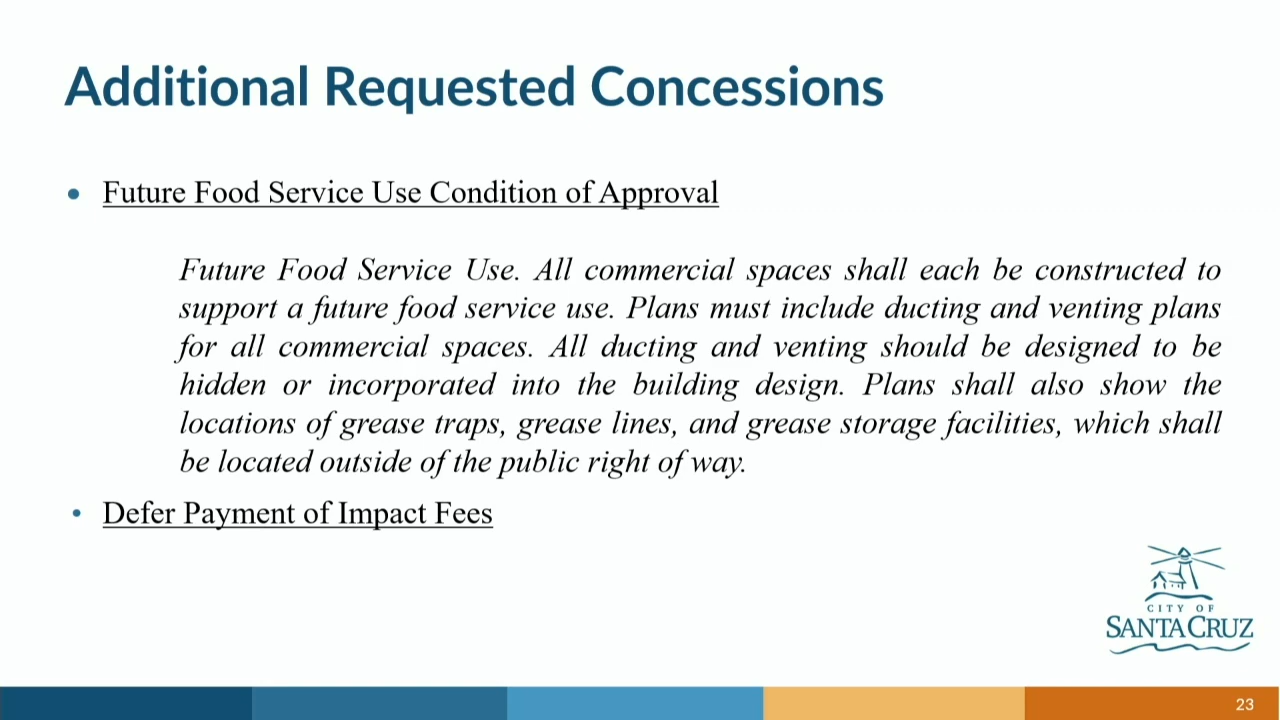 Additional Requested Concessions
• Future Food Service Use Condition of Approval
Future Food Service Use. All commercial spaces shall each be constructed to
support a future food service use. Plans must include ducting and venting plans
for all commercial spaces. All ducting and venting should be designed to be
hidden or incorporated into the building design. Plans shall also show the
locations of grease traps, grease lines, and grease storage facilities, which shall
be located outside of the public right of way.
• Defer Payment of Impact Fees
CITY OF
SANTA CRUZ
23